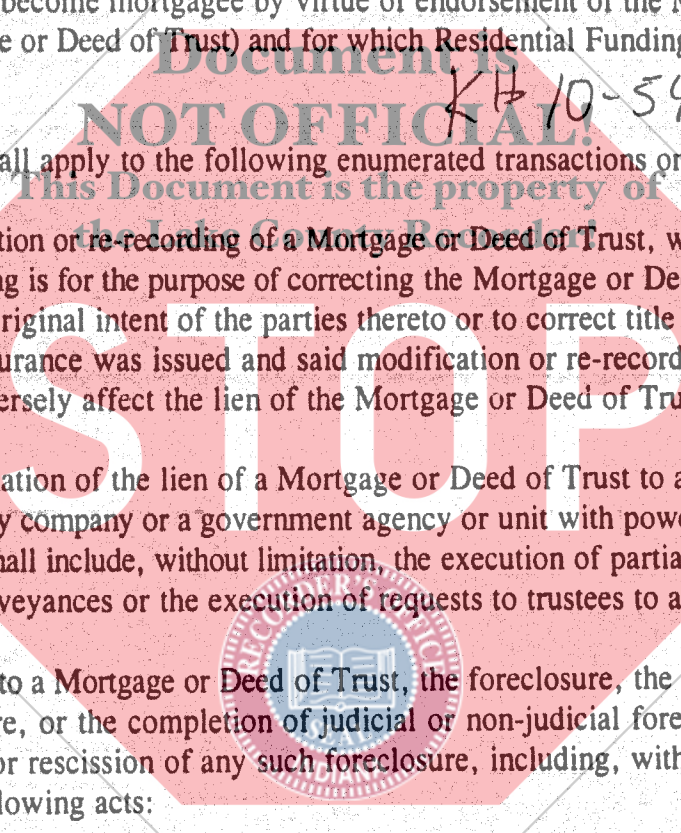 become mortgagee by virtue of endorsement of the
e or Deed of Trust) and for which Residential Funding
Document is
KH 10-59
NOT OFFICIAL!
all apply to the following enumerated transactions or
This Document is the property of
the Lake County Recorder!
tion or re-recording of a Mortgage or Deed of Trust, w
ng is for the purpose of correcting the Mortgage or De
riginal intent of the parties thereto or to correct title
urance was issued and said modification or re-record
ersely affect the lien of the Mortgage or Deed of Tru
STOP
ation of the lien of a Mortgage or Deed of Trust to a
y company or a government agency or unit with powe
hall include, without limitation, the execution of partia
veyances or the execution of requests to trustees to a
RECORDER'S OFFICE
to a Mortgage or Deed of Trust, the foreclosure, the
re, or the completion of judicial or non-judicial fore
SEAL
or rescission of any such foreclosure, including, with
INDIANA
lowing acts: